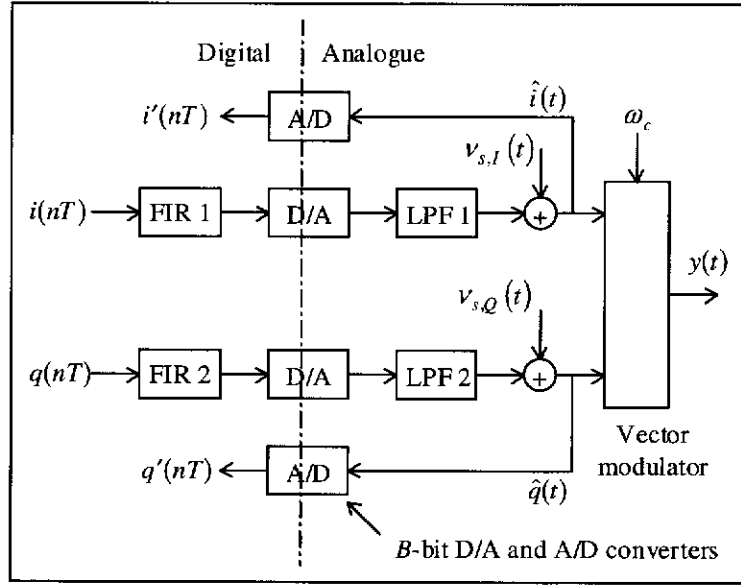 Digital Analogue
i'(nT) A/D î(t)
ν_{s,I}(t) ω_c
i(nT) FIR 1 D/A LPF 1 +
y(t)
ν_{s,Q}(t)
q(nT) FIR 2 D/A LPF 2 +
Vector
modulator
q'(nT) A/D q̂(t)
B-bit D/A and A/D converters